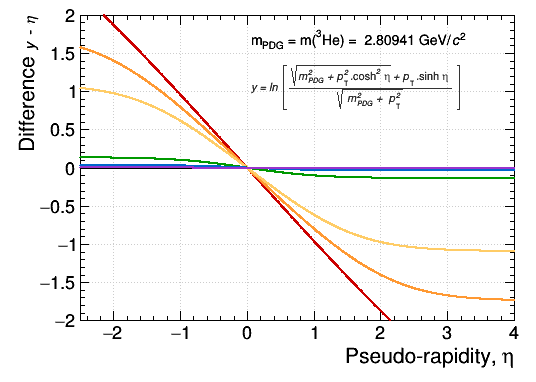 Difference y - η
2
1.5
1
0.5
0
−0.5
−1
−1.5
−2
m_PDG = m(³He) = 2.80941 GeV/c²
y = ln [ (√(m²_PDG + p²_T.cosh² η) + p_T.sinh η) / √(m²_PDG + p²_T) ]
−2 −1 0 1 2 3 4
Pseudo-rapidity, η